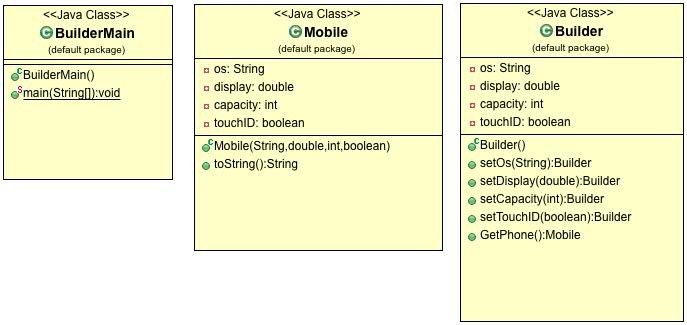 <<Java Class>>
BuilderMain
(default package)
BuilderMain()
main(String[]):void
<<Java Class>>
Mobile
(default package)
os: String
display: double
capacity: int
touchID: boolean
Mobile(String,double,int,boolean)
toString():String
<<Java Class>>
Builder
(default package)
os: String
display: double
capacity: int
touchID: boolean
Builder()
setOs(String):Builder
setDisplay(double):Builder
setCapacity(int):Builder
setTouchID(boolean):Builder
GetPhone():Mobile